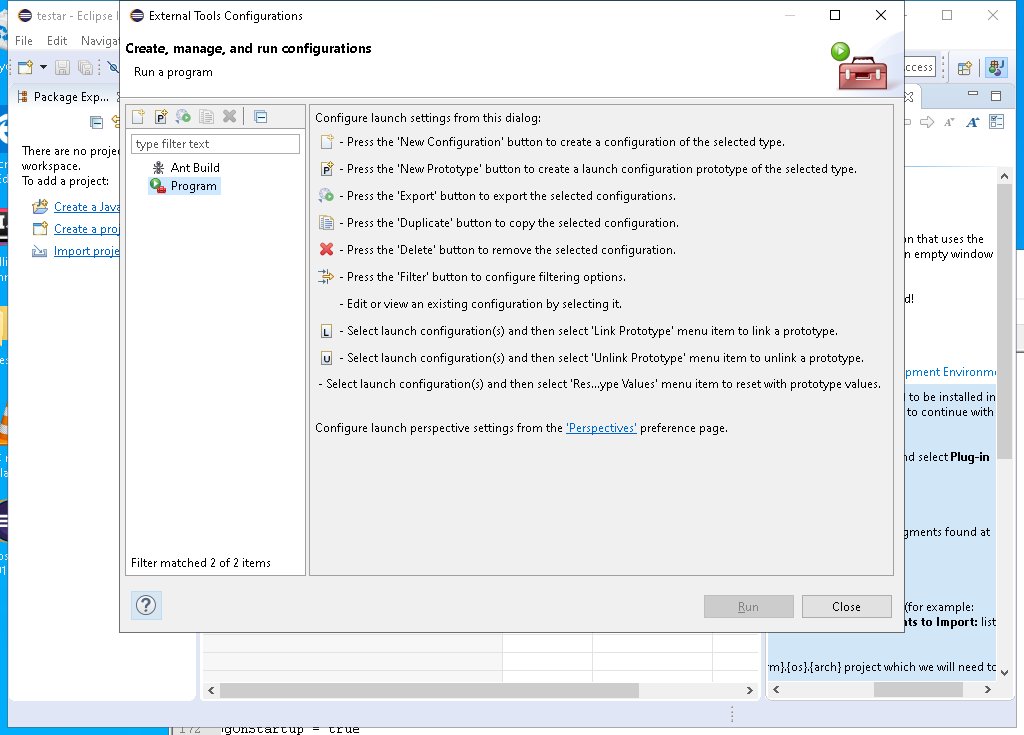 testar - Eclipse
File Edit Navigat
Package Exp...
There are no proje
workspace.
To add a project:
Create a Java
Create a proj
Import proje
External Tools Configurations
Create, manage, and run configurations
Run a program
type filter text
Ant Build
Program
Filter matched 2 of 2 items
Configure launch settings from this dialog:
- Press the 'New Configuration' button to create a configuration of the selected type.
- Press the 'New Prototype' button to create a launch configuration prototype of the selected type.
- Press the 'Export' button to export the selected configurations.
- Press the 'Duplicate' button to copy the selected configuration.
- Press the 'Delete' button to remove the selected configuration.
- Press the 'Filter' button to configure filtering options.
- Edit or view an existing configuration by selecting it.
L - Select launch configuration(s) and then select 'Link Prototype' menu item to link a prototype.
U - Select launch configuration(s) and then select 'Unlink Prototype' menu item to unlink a prototype.
- Select launch configuration(s) and then select 'Res...ype Values' menu item to reset with prototype values.
Configure launch perspective settings from the 'Perspectives' preference page.
Run
Close
ccess
on that uses the
n empty window
d!
pment Environme
to be installed in
to continue with
nd select Plug-in
gments found at
(for example:
nts to Import: list
rm}.{os}.{arch} project which we will need to
172 gOnStartup = true